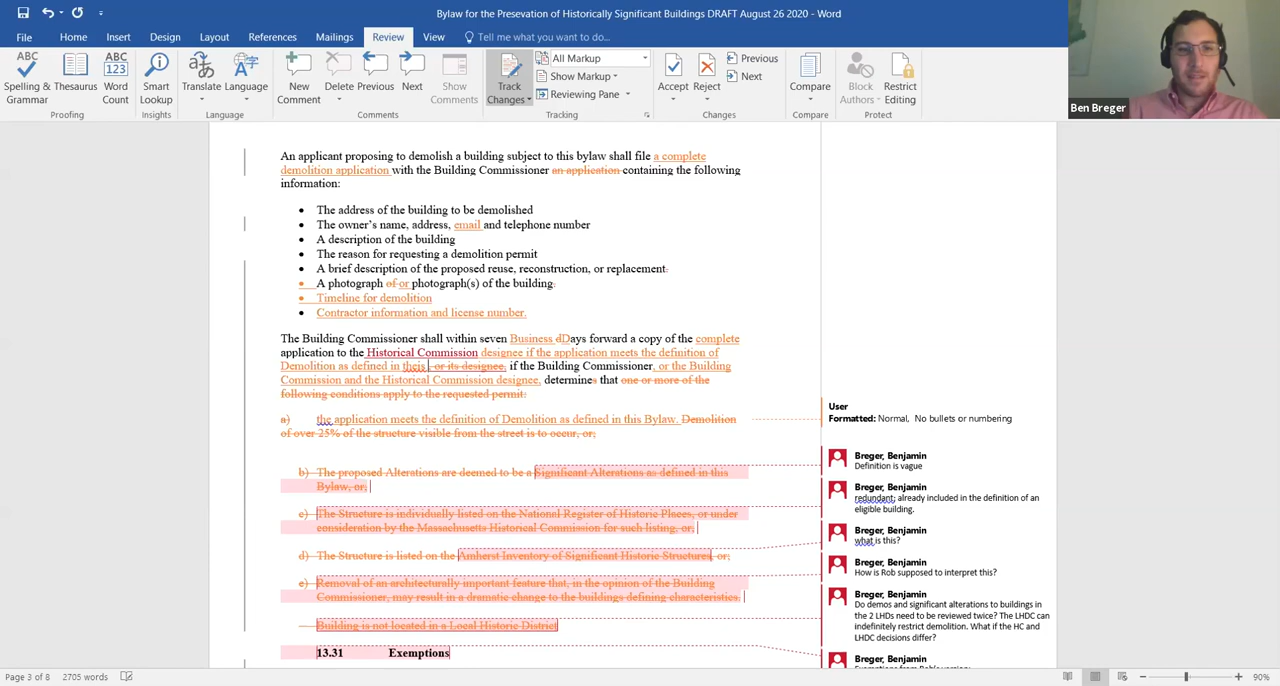 Bylaw for the Presevation of Historically Significant Buildings DRAFT August 26 2020 - Word
File Home Insert Design Layout References Mailings Review View Tell me what you want to do...
ABC ABC 123
Spelling & Grammar Thesaurus Word Count Smart Lookup Translate Language New Comment Delete Previous Next Show Comments Track Changes All Markup Show Markup Reviewing Pane Accept Reject Previous Next Compare Block Authors Restrict Editing
Proofing Insights Language Comments Tracking Changes Compare Protect
Ben Breger
An applicant proposing to demolish a building subject to this bylaw shall file a complete
demolition application with the Building Commissioner an application containing the following
information:
• The address of the building to be demolished
• The owner's name, address, email and telephone number
• A description of the building
• The reason for requesting a demolition permit
• A brief description of the proposed reuse, reconstruction, or replacement.
• A photograph of or photograph(s) of the building.
• Timeline for demolition
• Contractor information and license number.
The Building Commissioner shall within seven Business dDays forward a copy of the complete
application to the Historical Commission designee if the application meets the definition of
Demolition as defined in theis , or its designee, if the Building Commissioner, or the Building
Commission and the Historical Commission designee, determines that one or more of the
following conditions apply to the requested permit:
a) the application meets the definition of Demolition as defined in this Bylaw. Demolition
of over 25% of the structure visible from the street is to occur, or;
b) The proposed Alterations are deemed to be a Significant Alterations as defined in this
Bylaw, or;
c) The Structure is individually listed on the National Register of Historic Places, or under
consideration by the Massachusetts Historical Commission for such listing, or,
d) The Structure is listed on the Amherst Inventory of Significant Historic Structures, or;
e) Removal of an architecturally important feature that, in the opinion of the Building
Commissioner, may result in a dramatic change to the buildings defining characteristics.
Building is not located in a Local Historic District
13.31 Exemptions
User
Formatted: Normal, No bullets or numbering
Breger, Benjamin
Definition is vague
Breger, Benjamin
redundant; already included in the definition of an
eligible building.
Breger, Benjamin
what is this?
Breger, Benjamin
How is Rob supposed to interpret this?
Breger, Benjamin
Do demos and significant alterations to buildings in
the 2 LHDs need to be reviewed twice? The LHDC can
indefinitely restrict demolition. What if the HC and
LHDC decisions differ?
Breger, Benjamin
Page 3 of 8 2705 words 90%